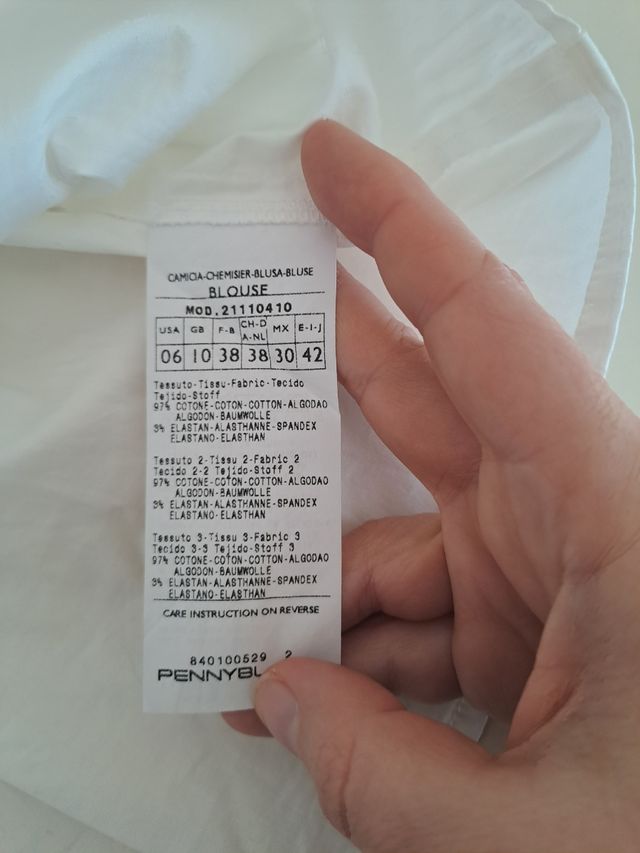 CAMICIA-CHEMISIER-BLUSA-BLUSE
BLOUSE
MOD.21110410
USA GB F-B CH-D A-NL MX E-I-J
06 10 38 38 30 42
Tessuto-Tissu-Fabric-Tecido
Tejido-Stoff
97% COTONE-COTON-COTTON-ALGODAO
ALGODON-BAUMWOLLE
3% ELASTAN-ALASTHANNE-SPANDEX
ELASTANO-ELASTHAN
Tessuto 2-Tissu 2-Fabric 2
Tecido 2-2 Tejido-Stoff 2
97% COTONE-COTON-COTTON-ALGODAO
ALGODON-BAUMWOLLE
3% ELASTAN-ALASTHANNE-SPANDEX
ELASTANO-ELASTHAN
Tessuto 3-Tissu 3-Fabric 3
Tecido 3-3 Tejido-Stoff 3
97% COTONE-COTON-COTTON-ALGODAO
ALGODON-BAUMWOLLE
3% ELASTAN-ALASTHANNE-SPANDEX
ELASTANO-ELASTHAN
CARE INSTRUCTION ON REVERSE
840100529 2
PENNYBL